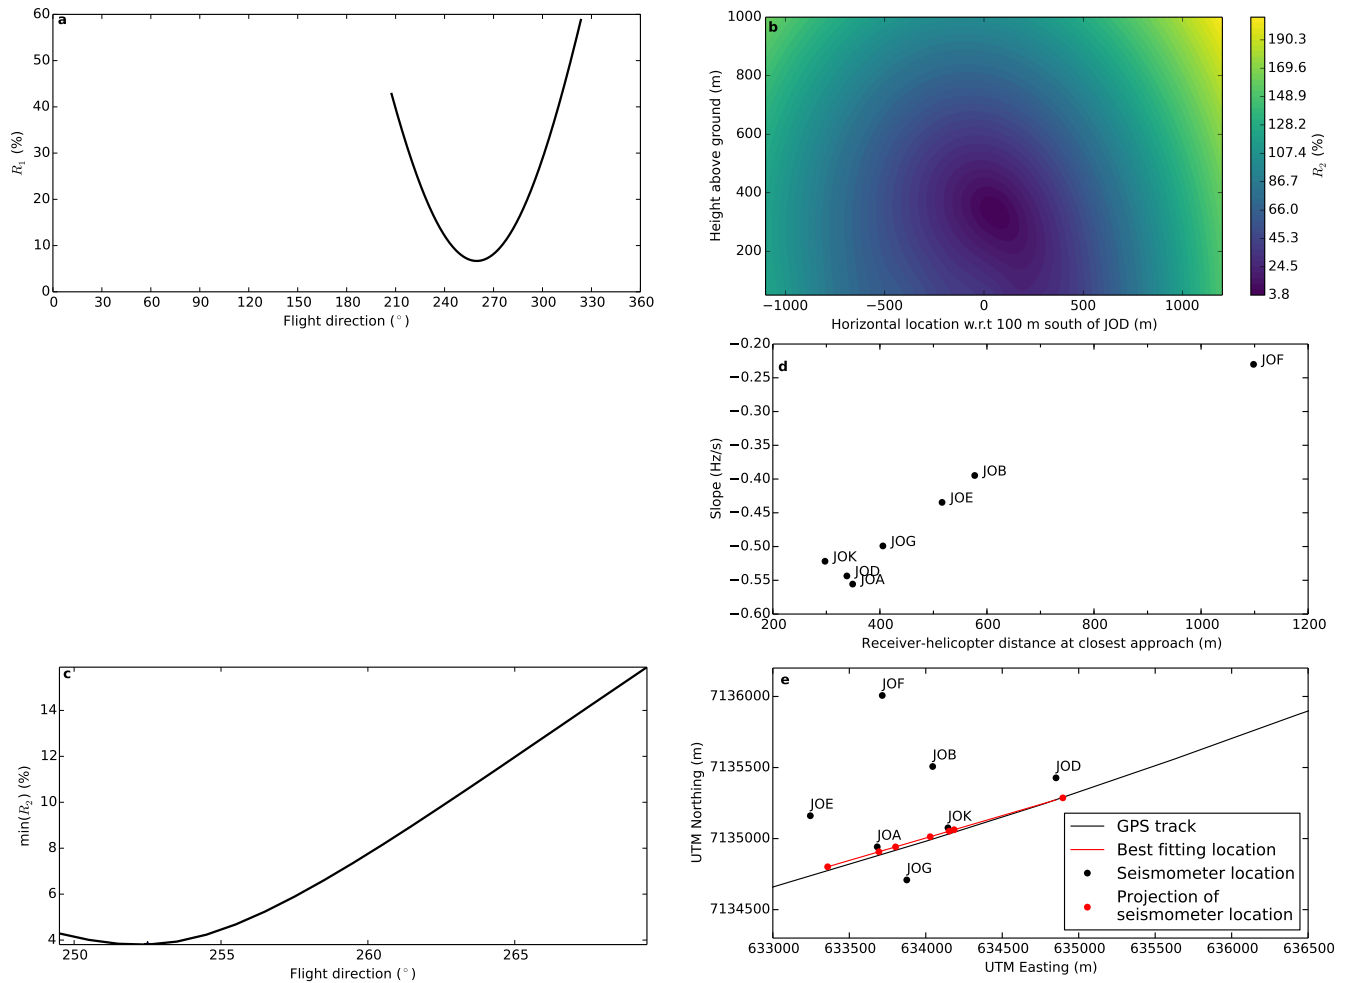 a
60
50
40
30
20
10
0
R₁ (%)
0 30 60 90 120 150 180 210 240 270 300 330 360
Flight direction (°)
b
1000
800
600
400
200
Height above ground (m)
−1000 −500 0 500 1000
Horizontal location w.r.t 100 m south of JOD (m)
190.3
169.6
148.9
128.2
107.4
86.7
66.0
45.3
24.5
3.8
R₂ (%)
c
14
12
10
8
6
4
min(R₂) (%)
250 255 260 265
Flight direction (°)
d
−0.20
−0.25
−0.30
−0.35
−0.40
−0.45
−0.50
−0.55
−0.60
Slope (Hz/s)
JOF
JOB
JOE
JOG
JOK
JOD
JOA
200 400 600 800 1000 1200
Receiver-helicopter distance at closest approach (m)
e
7136000
7135500
7135000
7134500
UTM Northing (m)
JOF
JOB
JOD
JOE
JOK
JOA
JOG
GPS track
Best fitting location
Seismometer location
Projection of
seismometer location
633000 633500 634000 634500 635000 635500 636000 636500
UTM Easting (m)